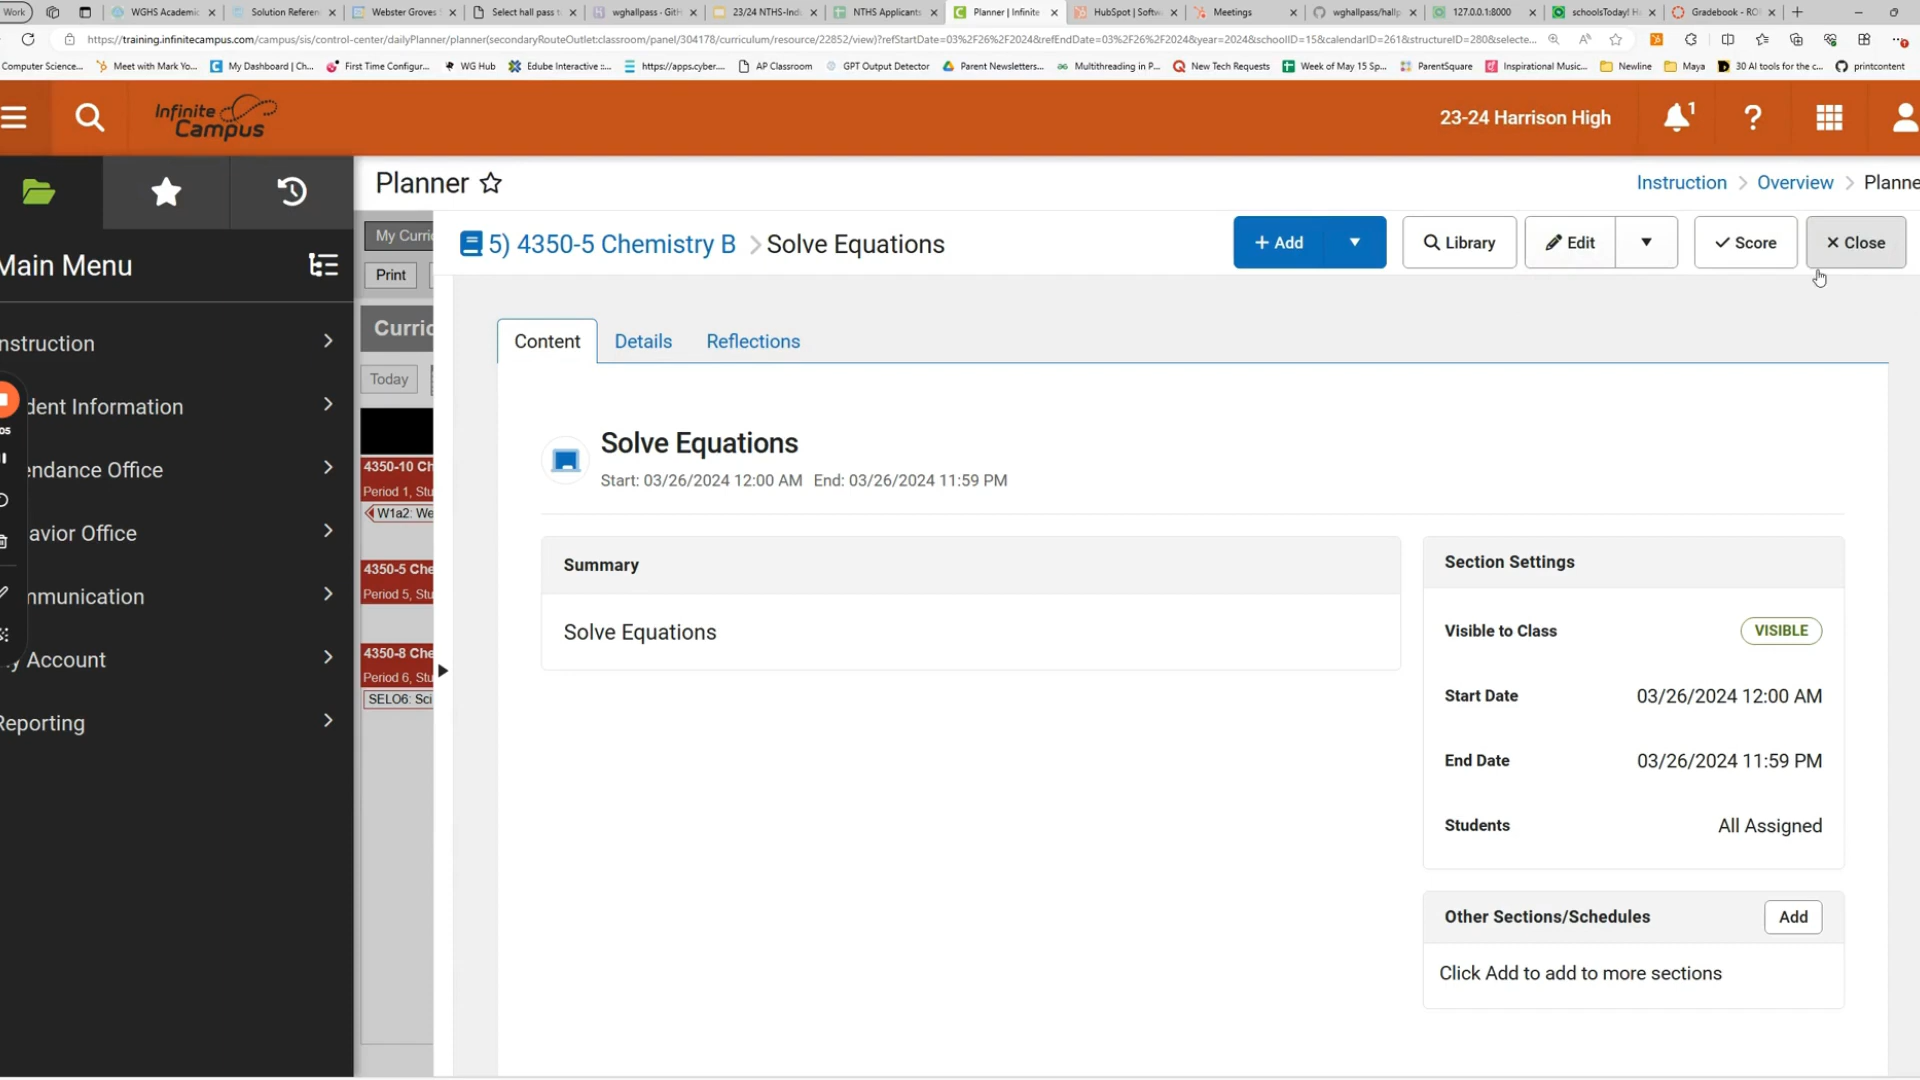 Work
WGHS Academic
Solution Referen
Webster Groves
Select hall pass t
wghallpass - GitH
23/24 NTHS-Ind
NTHS Applicants
Planner | Infinite
HubSpot | Softw
Meetings
wghallpass/hallp
127.0.0.1:8000
schoolsToday! Ha
Gradebook - RO
https://training.infinitecampus.com/campus/sis/control-center/dailyPlanner/planner(secondaryRouteOutlet:classroom/panel/304178/curriculum/resource/22852/view)?refStartDate=03%2F26%2F2024&refEndDate=03%2F26%2F2024&year=2024&schoolID=15&calendarID=261&structureID=280&selecte...
Computer Science...
Meet with Mark Yo...
My Dashboard | Ch...
First Time Configur...
WG Hub
Edube Interactive ::...
https://apps.cyber...
AP Classroom
GPT Output Detector
Parent Newsletters...
Multithreading in P...
New Tech Requests
Week of May 15 Sp...
ParentSquare
Inspirational Music...
Newline
Maya
30 AI tools for the c...
printcontent
Infinite Campus
23-24 Harrison High
1
?
Planner
Instruction > Overview > Planne
Main Menu
nstruction
dent Information
endance Office
avior Office
mmunication
y Account
Reporting
My Curric
Print
Curric
Today
4350-10 Ch
Period 1, Stu
W1a2: We
4350-5 Che
Period 5, Stu
4350-8 Che
Period 6, Stu
SELO6: Sci
5) 4350-5 Chemistry B > Solve Equations
+ Add
Library
Edit
Score
Close
Content
Details
Reflections
Solve Equations
Start: 03/26/2024 12:00 AM End: 03/26/2024 11:59 PM
Summary
Solve Equations
Section Settings
Visible to Class VISIBLE
Start Date 03/26/2024 12:00 AM
End Date 03/26/2024 11:59 PM
Students All Assigned
Other Sections/Schedules Add
Click Add to add to more sections